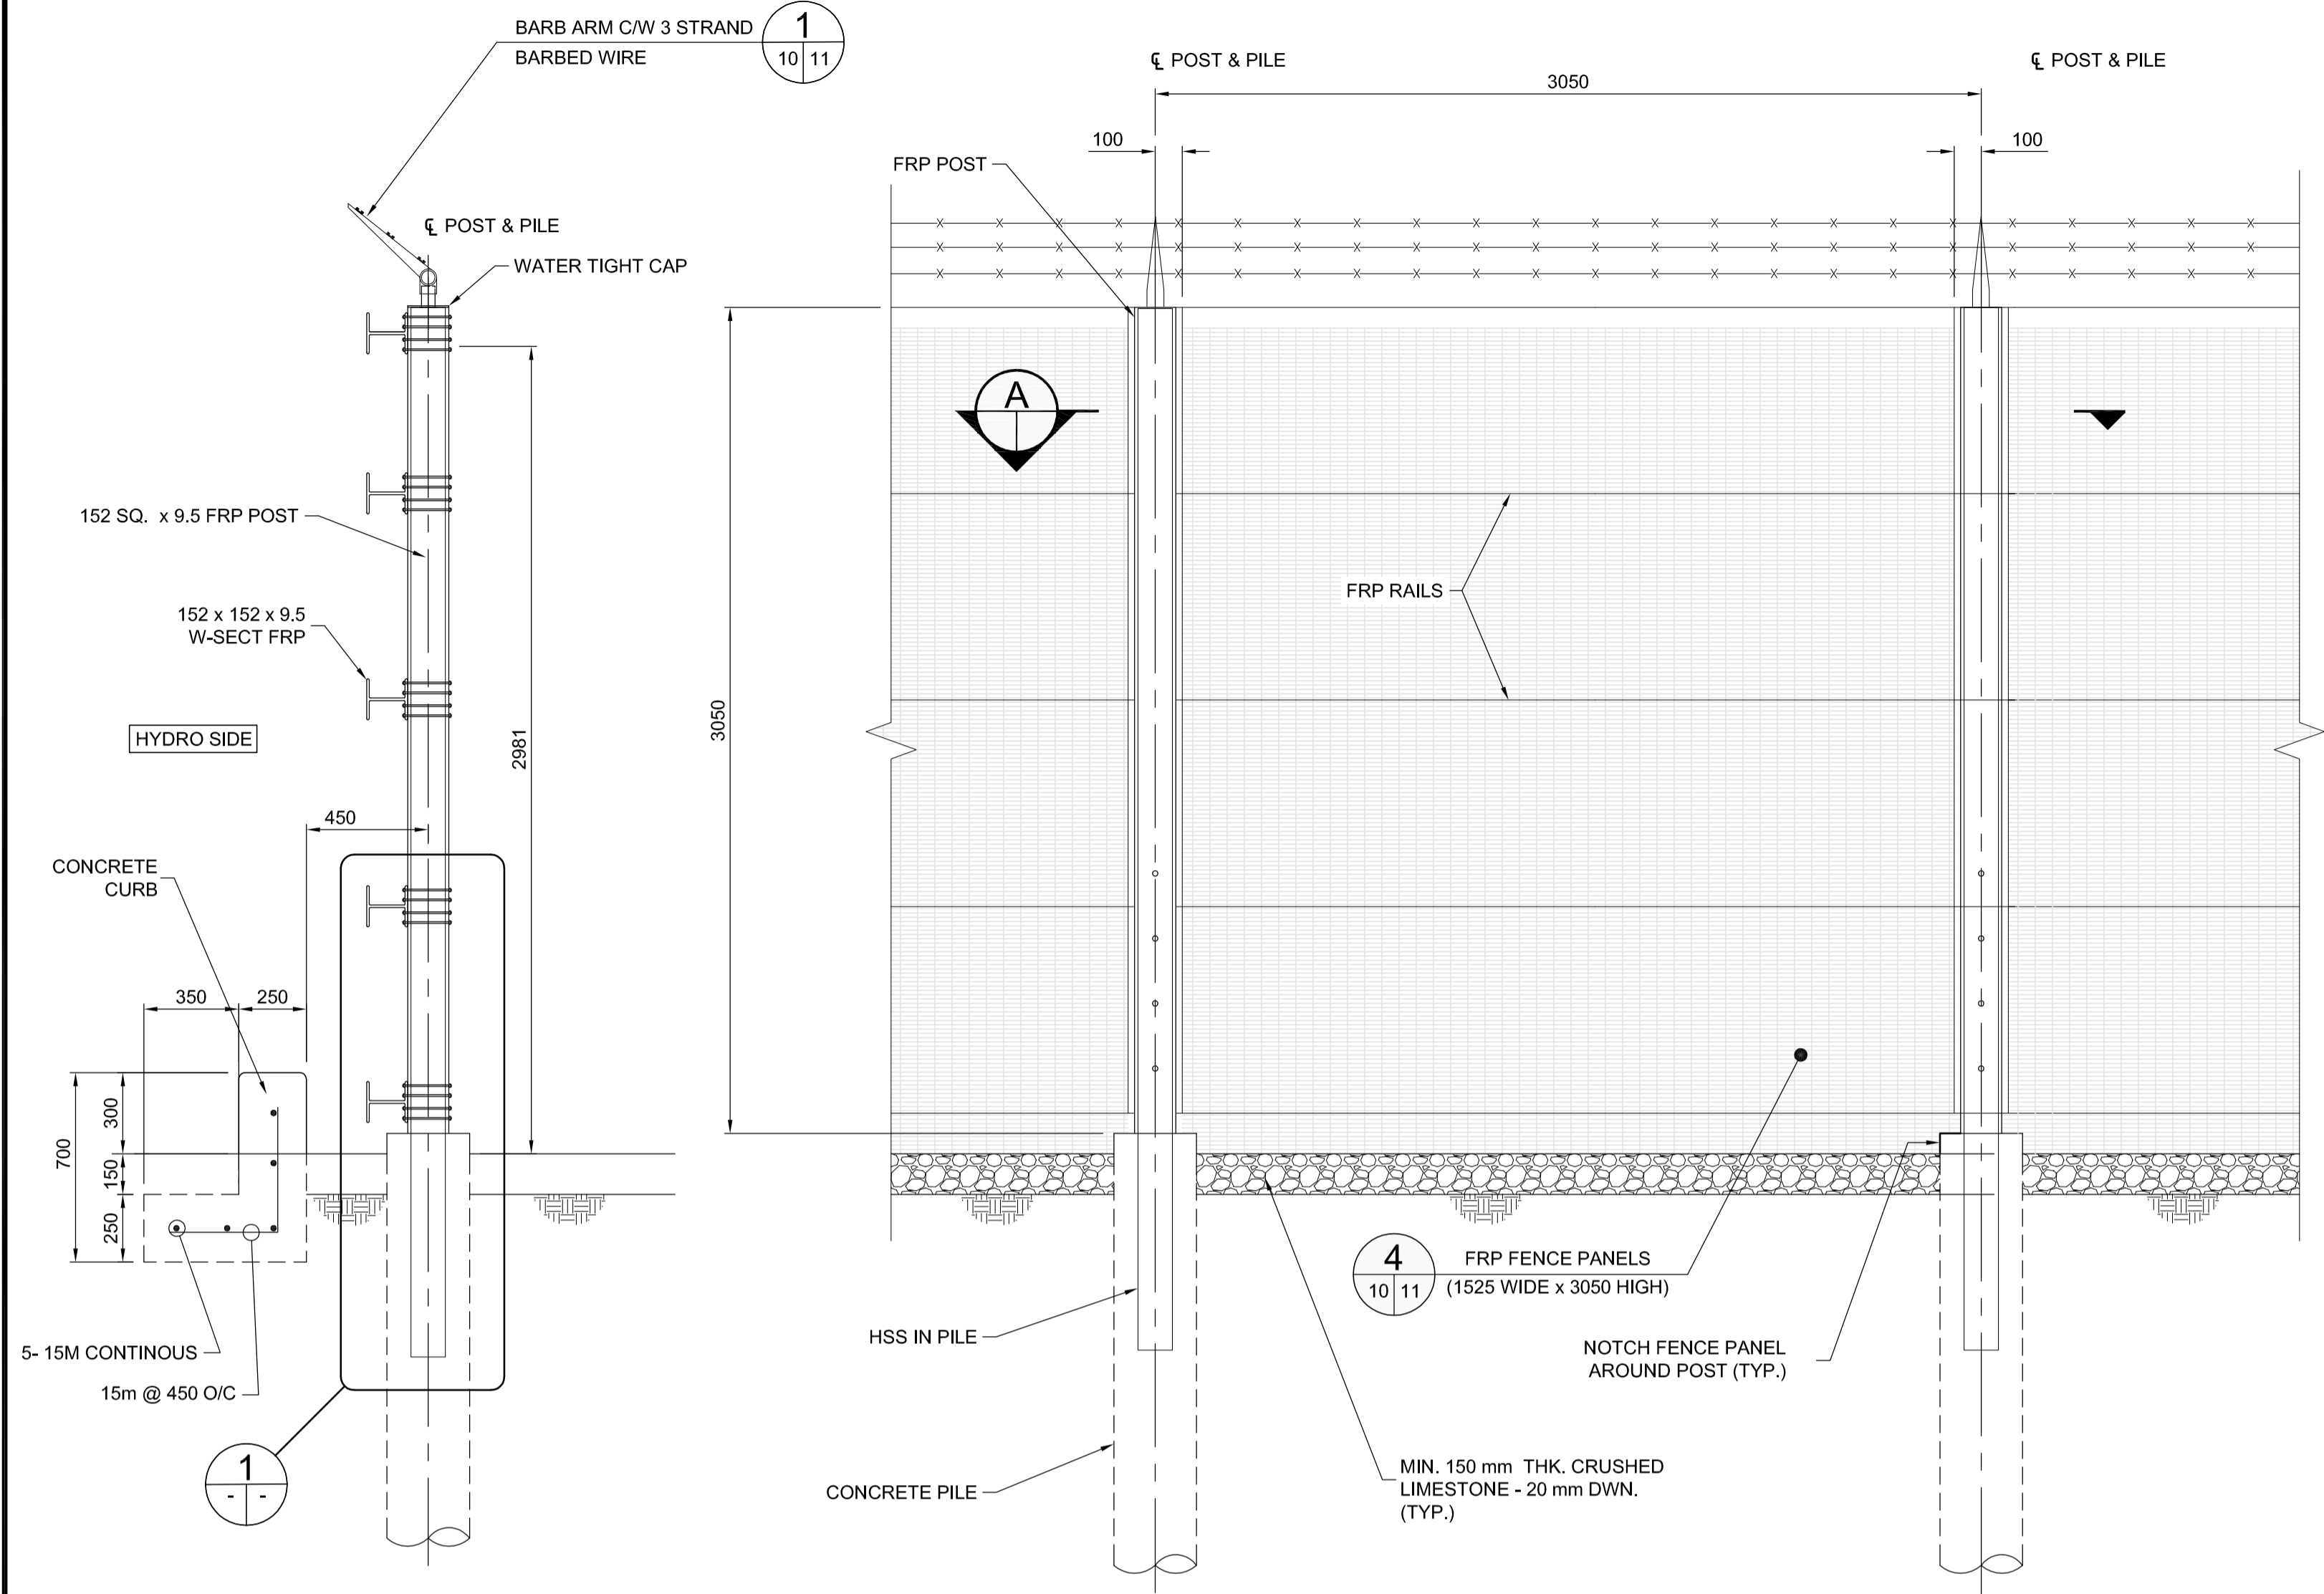 BARB ARM C/W 3 STRAND
BARBED WIRE
1
10 11
℄ POST & PILE
WATER TIGHT CAP
152 SQ. x 9.5 FRP POST
152 x 152 x 9.5
W-SECT FRP
HYDRO SIDE
2981
450
CONCRETE
CURB
350
250
700
300
150
250
5- 15M CONTINOUS
15m @ 450 O/C
1
- -
℄ POST & PILE
℄ POST & PILE
3050
100
100
FRP POST
A
3050
FRP RAILS
4
10 11
FRP FENCE PANELS
(1525 WIDE x 3050 HIGH)
HSS IN PILE
NOTCH FENCE PANEL
AROUND POST (TYP.)
CONCRETE PILE
MIN. 150 mm THK. CRUSHED
LIMESTONE - 20 mm DWN.
(TYP.)